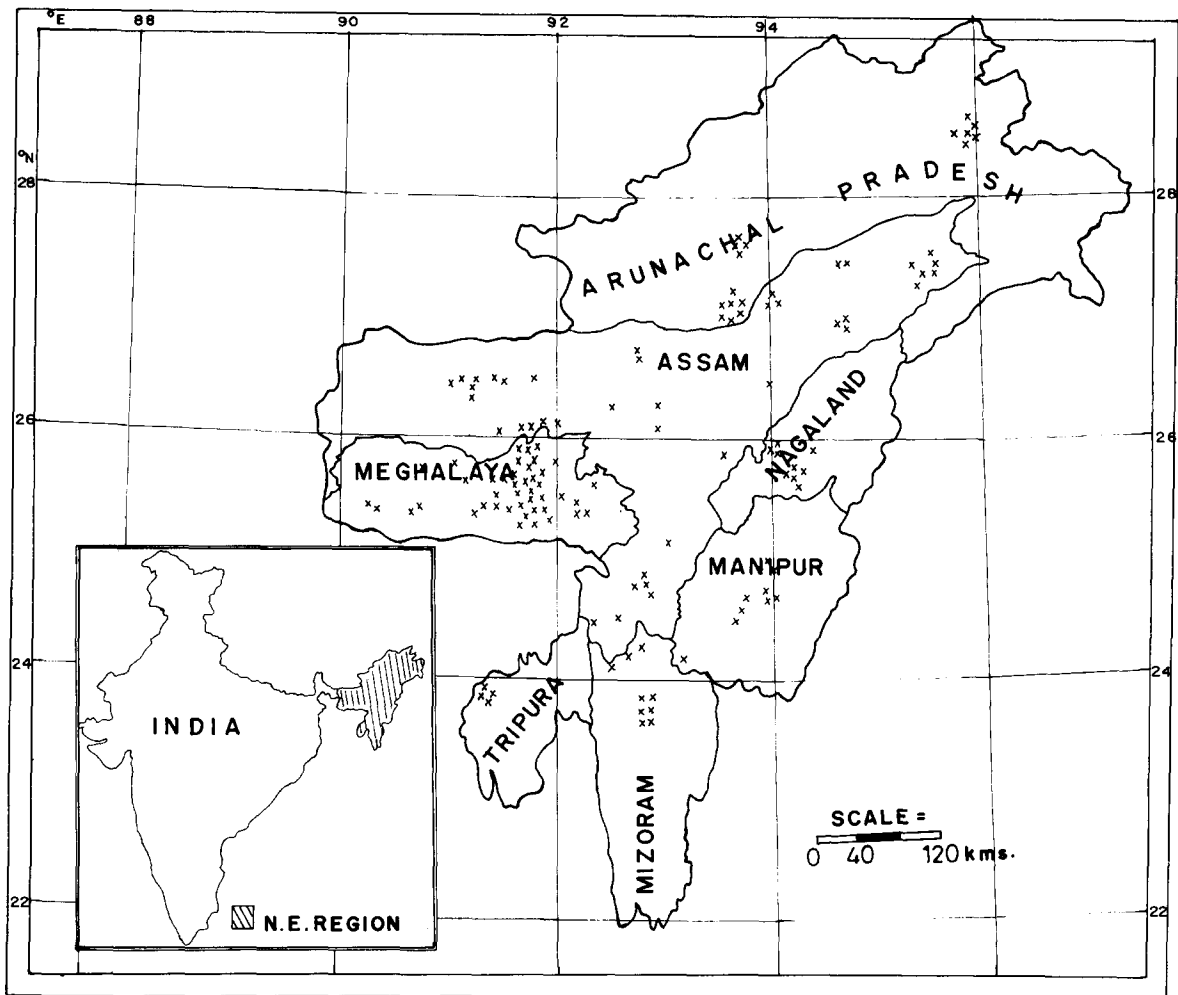 °E 88 90 92 94
°N
28 28
ARUNACHAL PRADESH
ASSAM
NAGALAND
26 26
MEGHALAYA
MANIPUR
24 24
TRIPURA
MIZORAM
INDIA
N.E. REGION
SCALE =
0 40 120 kms.
22 22